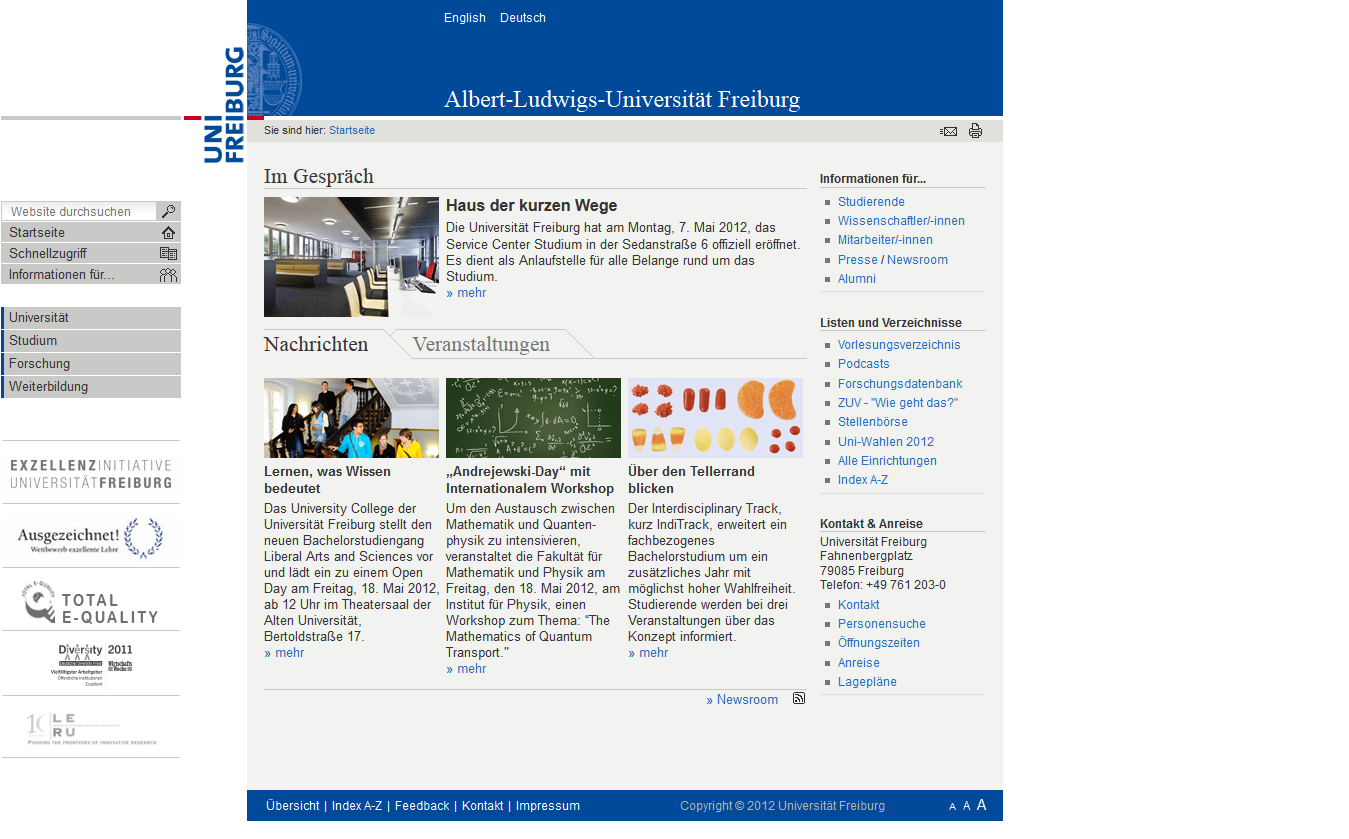 English Deutsch
UNI FREIBURG
Albert-Ludwigs-Universität Freiburg
Sie sind hier: Startseite
Website durchsuchen
Startseite
Schnellzugriff
Informationen für...
Universität
Studium
Forschung
Weiterbildung
EXZELLENZINITIATIVE
UNIVERSITÄTFREIBURG
Ausgezeichnet!
Wettbewerb exzellente Lehre
TOTAL
E-QUALITY
Diversity 2011
Vielfältigster Arbeitgeber
Öffentliche Institutionen
Exzellent
LE
RU
Pushing the frontiers of innovative research
Im Gespräch
Haus der kurzen Wege
Die Universität Freiburg hat am Montag, 7. Mai 2012, das
Service Center Studium in der Sedanstraße 6 offiziell eröffnet.
Es dient als Anlaufstelle für alle Belange rund um das
Studium.
» mehr
Nachrichten Veranstaltungen
Lernen, was Wissen
bedeutet
Das University College der
Universität Freiburg stellt den
neuen Bachelorstudiengang
Liberal Arts and Sciences vor
und lädt ein zu einem Open
Day am Freitag, 18. Mai 2012,
ab 12 Uhr im Theatersaal der
Alten Universität,
Bertoldstraße 17.
» mehr
„Andrejewski-Day“ mit
Internationalem Workshop
Um den Austausch zwischen
Mathematik und Quanten-
physik zu intensivieren,
veranstaltet die Fakultät für
Mathematik und Physik am
Freitag, den 18. Mai 2012, am
Institut für Physik, einen
Workshop zum Thema: “The
Mathematics of Quantum
Transport."
» mehr
Über den Tellerrand
blicken
Der Interdisciplinary Track,
kurz IndiTrack, erweitert ein
fachbezogenes
Bachelorstudium um ein
zusätzliches Jahr mit
möglichst hoher Wahlfreiheit.
Studierende werden bei drei
Veranstaltungen über das
Konzept informiert.
» mehr
» Newsroom
Informationen für...
Studierende
Wissenschaftler/-innen
Mitarbeiter/-innen
Presse / Newsroom
Alumni
Listen und Verzeichnisse
Vorlesungsverzeichnis
Podcasts
Forschungsdatenbank
ZUV - "Wie geht das?"
Stellenbörse
Uni-Wahlen 2012
Alle Einrichtungen
Index A-Z
Kontakt & Anreise
Universität Freiburg
Fahnenbergplatz
79085 Freiburg
Telefon: +49 761 203-0
Kontakt
Personensuche
Öffnungszeiten
Anreise
Lagepläne
Übersicht | Index A-Z | Feedback | Kontakt | Impressum
Copyright © 2012 Universität Freiburg
A A A